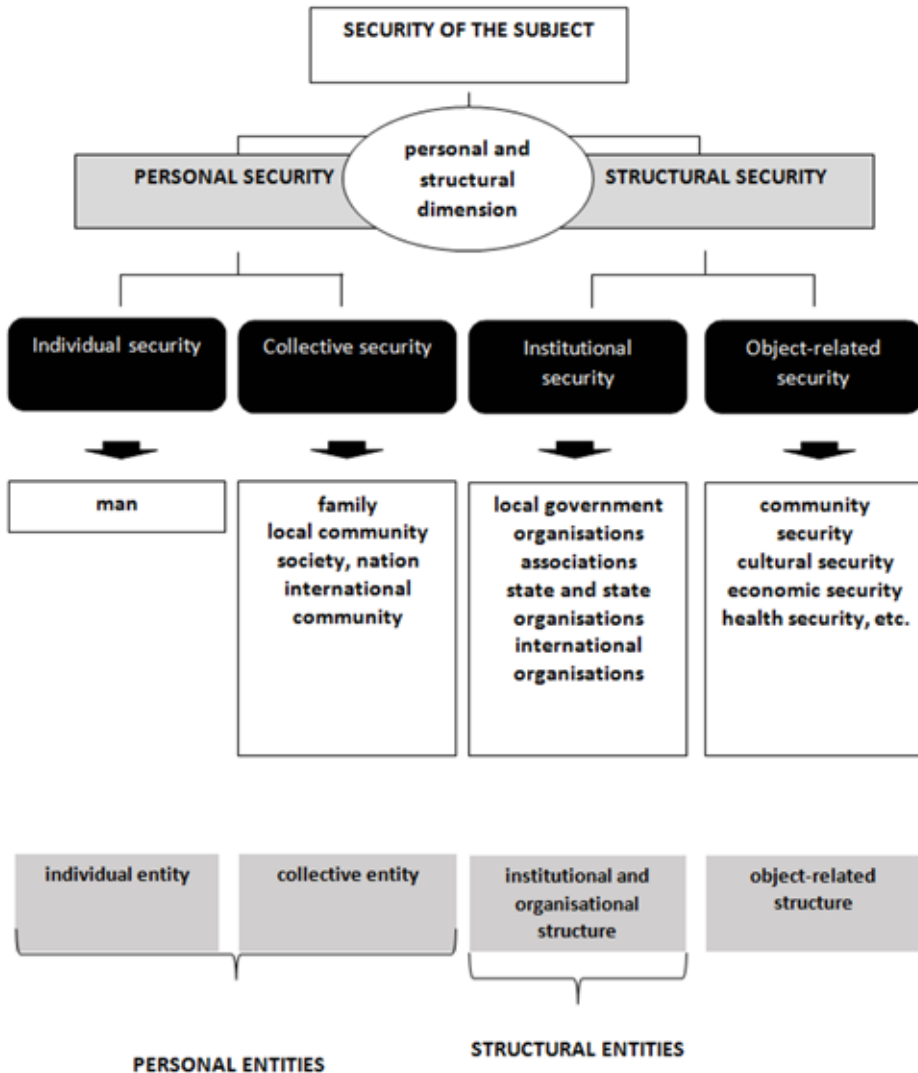 SECURITY OF THE SUBJECT
personal and
structural
dimension
PERSONAL SECURITY
STRUCTURAL SECURITY
Individual security
Collective security
Institutional
security
Object-related
security
man
family
local community
society, nation
international
community
local government
organisations
associations
state and state
organisations
international
organisations
community
security
cultural security
economic security
health security, etc.
individual entity
collective entity
institutional and
organisational
structure
object-related
structure
PERSONAL ENTITIES
STRUCTURAL ENTITIES